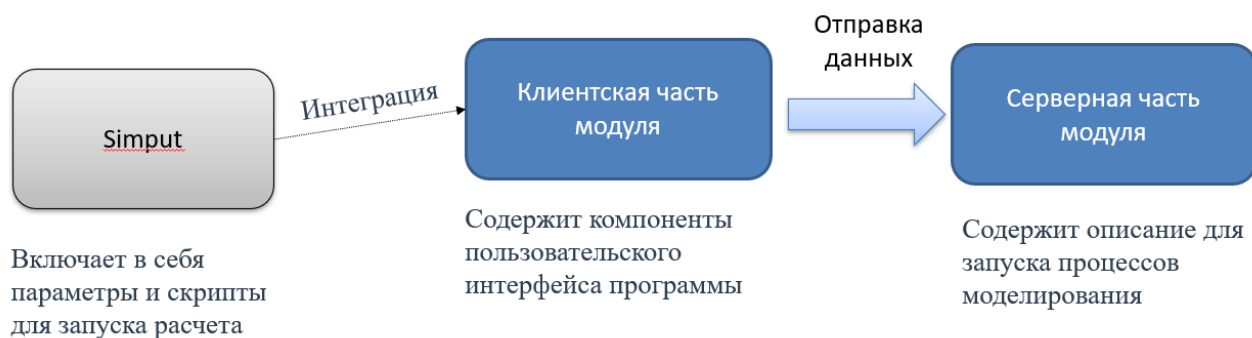 Simput
Интеграция
Клиентская часть
модуля
Отправка
данных
Серверная часть
модуля
Включает в себя
параметры и скрипты
для запуска расчета
Содержит компоненты
пользовательского
интерфейса программы
Содержит описание для
запуска процессов
моделирования